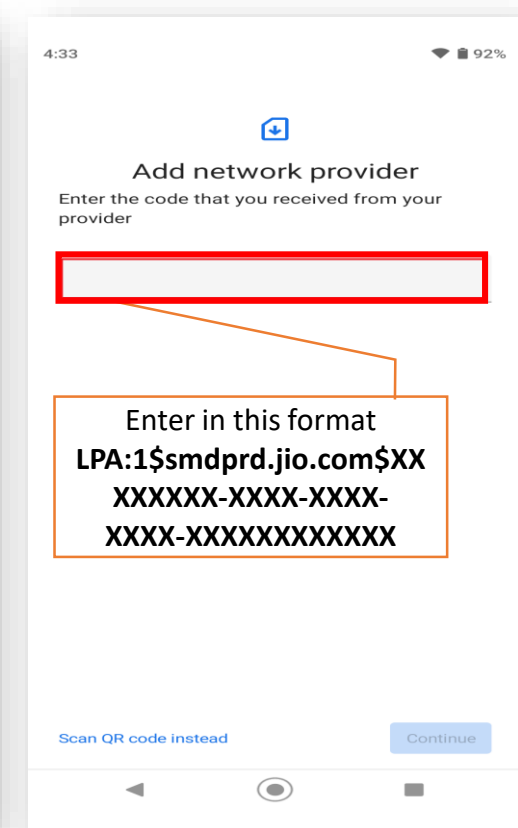 4:33 92%
Add network provider
Enter the code that you received from your
provider
Enter in this format
LPA:1$smdprd.jio.com$XX
XXXXXX-XXXX-XXXX-
XXXX-XXXXXXXXXXXX
Scan QR code instead Continue